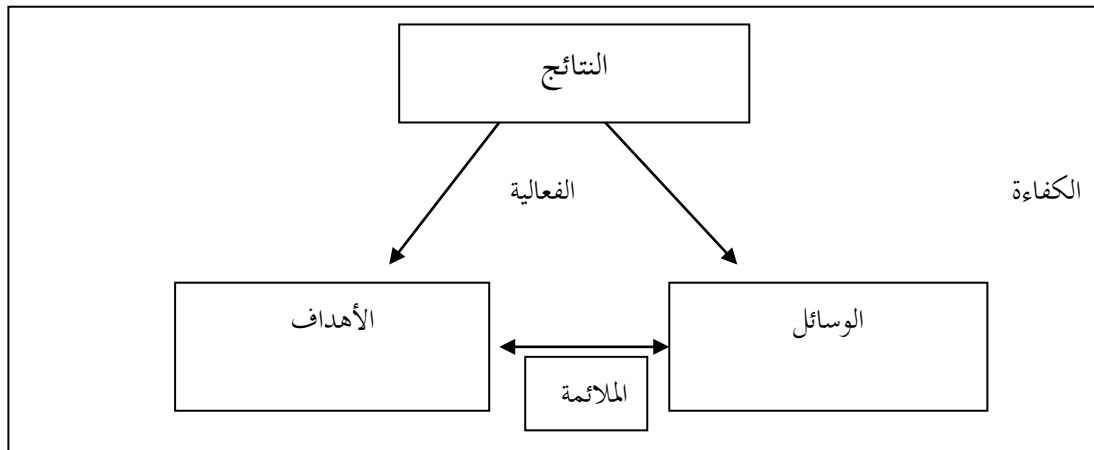 النتائج
الكفاءة
الفعالية
الوسائل
الأهداف
الملائمة